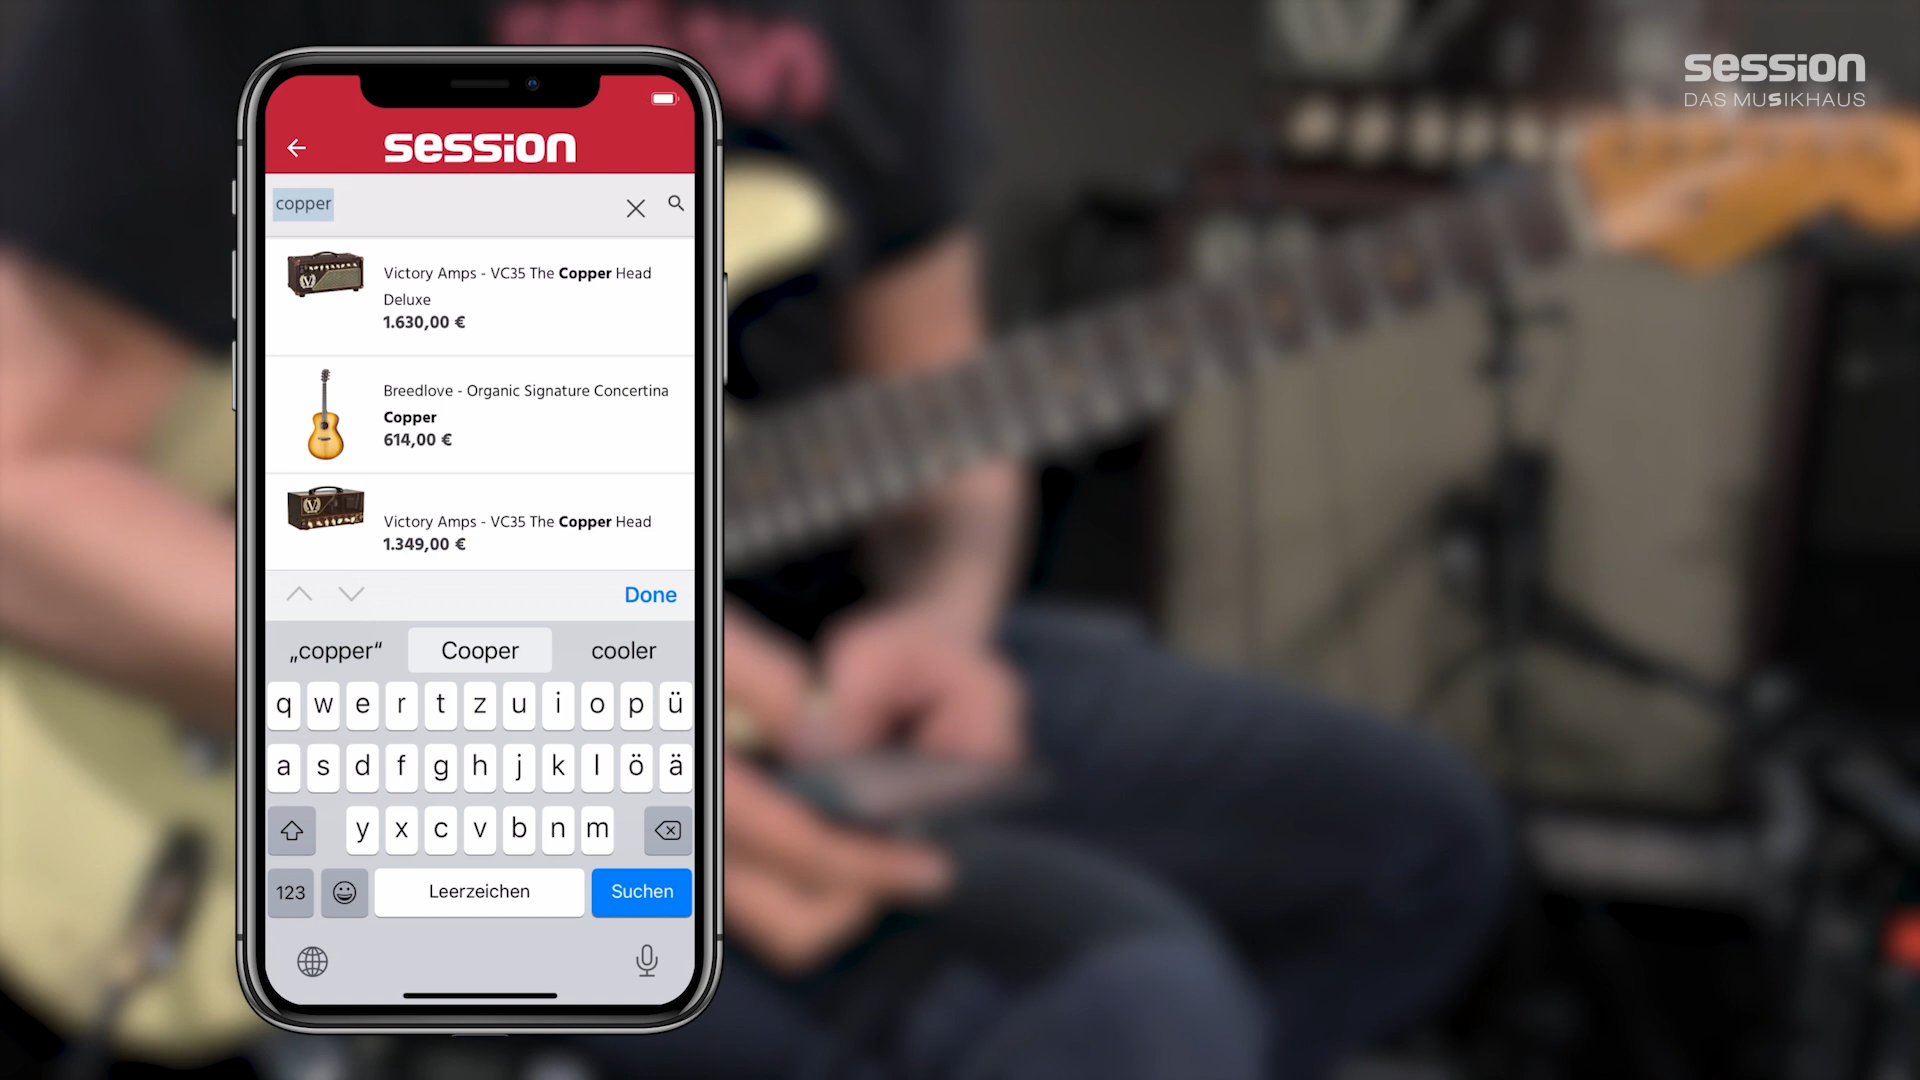 session
DAS MUSIKHAUS
session
copper
Victory Amps - VC35 The Copper Head
Deluxe
1.630,00 €
Breedlove - Organic Signature Concertina
Copper
614,00 €
Victory Amps - VC35 The Copper Head
1.349,00 €
Done
„copper“ Cooper cooler
q w e r t z u i o p ü
a s d f g h j k l ö ä
y x c v b n m
123 Leerzeichen Suchen